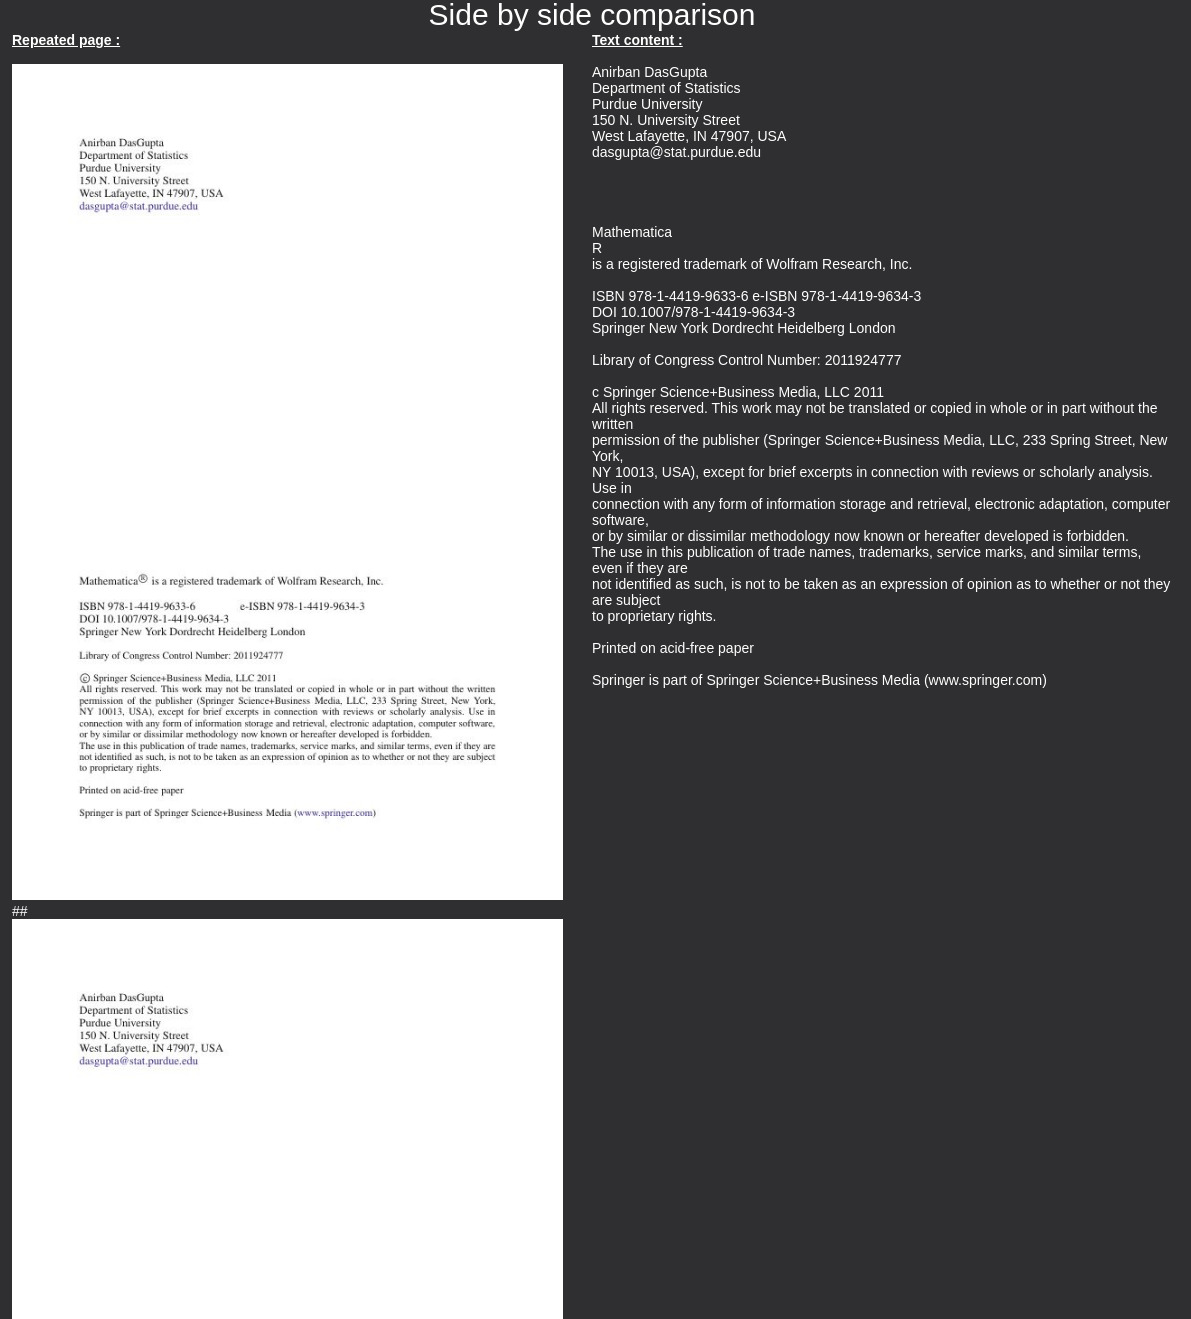 Side by side comparison
Repeated page :
Anirban DasGupta
Department of Statistics
Purdue University
150 N. University Street
West Lafayette, IN 47907, USA
dasgupta@stat.purdue.edu
Mathematica® is a registered trademark of Wolfram Research, Inc.
ISBN 978-1-4419-9633-6 e-ISBN 978-1-4419-9634-3
DOI 10.1007/978-1-4419-9634-3
Springer New York Dordrecht Heidelberg London
Library of Congress Control Number: 2011924777
© Springer Science+Business Media, LLC 2011
All rights reserved. This work may not be translated or copied in whole or in part without the written
permission of the publisher (Springer Science+Business Media, LLC, 233 Spring Street, New York,
NY 10013, USA), except for brief excerpts in connection with reviews or scholarly analysis. Use in
connection with any form of information storage and retrieval, electronic adaptation, computer software,
or by similar or dissimilar methodology now known or hereafter developed is forbidden.
The use in this publication of trade names, trademarks, service marks, and similar terms, even if they are
not identified as such, is not to be taken as an expression of opinion as to whether or not they are subject
to proprietary rights.
Printed on acid-free paper
Springer is part of Springer Science+Business Media (www.springer.com)
##
Anirban DasGupta
Department of Statistics
Purdue University
150 N. University Street
West Lafayette, IN 47907, USA
dasgupta@stat.purdue.edu
Text content :
Anirban DasGupta
Department of Statistics
Purdue University
150 N. University Street
West Lafayette, IN 47907, USA
dasgupta@stat.purdue.edu
Mathematica
R
is a registered trademark of Wolfram Research, Inc.
ISBN 978-1-4419-9633-6 e-ISBN 978-1-4419-9634-3
DOI 10.1007/978-1-4419-9634-3
Springer New York Dordrecht Heidelberg London
Library of Congress Control Number: 2011924777
c Springer Science+Business Media, LLC 2011
All rights reserved. This work may not be translated or copied in whole or in part without the
written
permission of the publisher (Springer Science+Business Media, LLC, 233 Spring Street, New
York,
NY 10013, USA), except for brief excerpts in connection with reviews or scholarly analysis.
Use in
connection with any form of information storage and retrieval, electronic adaptation, computer
software,
or by similar or dissimilar methodology now known or hereafter developed is forbidden.
The use in this publication of trade names, trademarks, service marks, and similar terms,
even if they are
not identified as such, is not to be taken as an expression of opinion as to whether or not they
are subject
to proprietary rights.
Printed on acid-free paper
Springer is part of Springer Science+Business Media (www.springer.com)